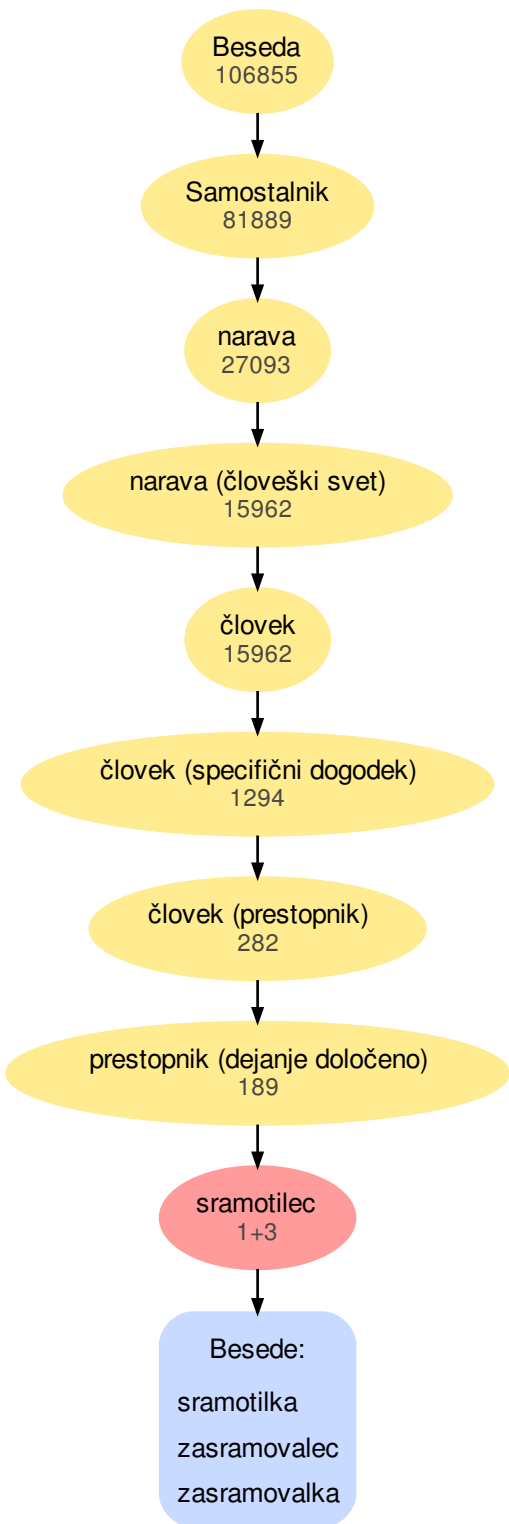 Beseda
106855
Samostalnik
81889
narava
27093
narava (človeški svet)
15962
človek
15962
človek (specifični dogodek)
1294
človek (prestopnik)
282
prestopnik (dejanje določeno)
189
sramotilec
1+3
Besede:
sramotilka
zasramovalec
zasramovalka